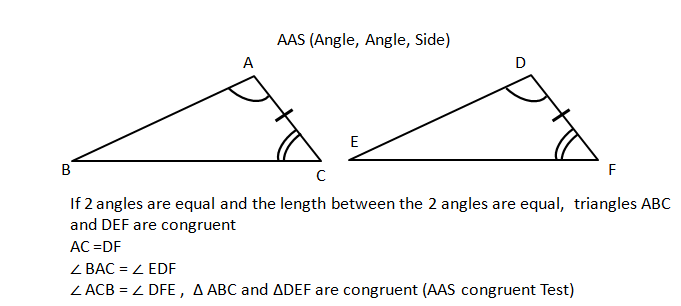 AAS (Angle, Angle, Side)
A
D
E
B
C
F
If 2 angles are equal and the length between the 2 angles are equal,  triangles ABC
and DEF are congruent
AC =DF
∠ BAC = ∠ EDF
∠ ACB = ∠ DFE ,  Δ ABC and ΔDEF are congruent (AAS congruent Test)